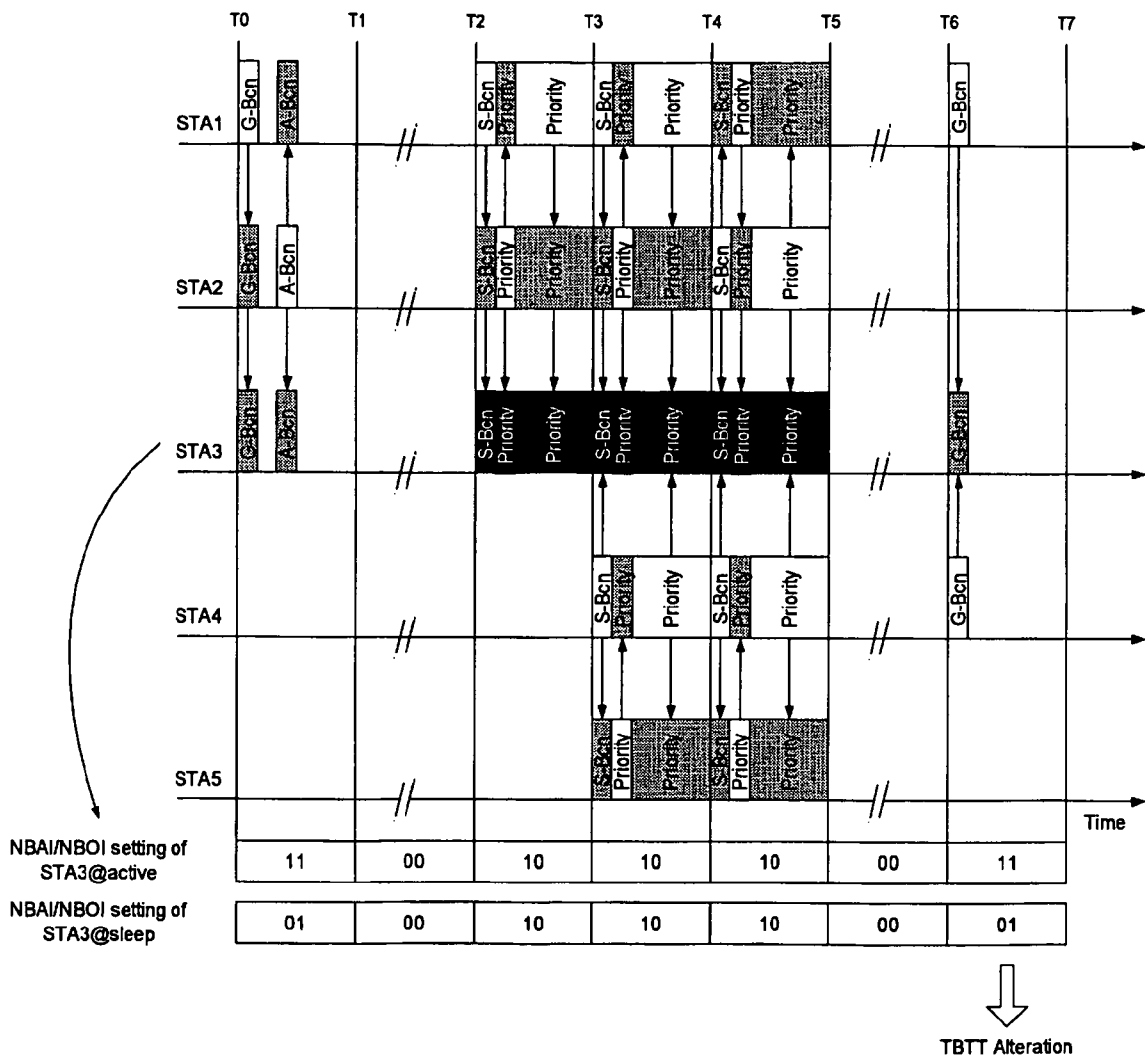 T0 T1 T2 T3 T4 T5 T6 T7
G-Bcn A-Bcn S-Bcn Priority Priority S-Bcn Priority Priority S-Bcn Priority Priority G-Bcn
STA1
// //
G-Bcn A-Bcn S-Bcn Priority Priority S-Bcn Priority Priority S-Bcn Priority Priority
STA2
// //
G-Bcn A-Bcn S-Bcn Priority Priority S-Bcn Priority Priority S-Bcn Priority Priority G-Bcn
STA3
// //
S-Bcn Priority Priority S-Bcn Priority Priority G-Bcn
STA4
// //
S-Bcn Priority Priority S-Bcn Priority Priority
STA5
// //
Time
NBAI/NBOI setting of
STA3@active
11 00 10 10 10 00 11
NBAI/NBOI setting of
STA3@sleep
01 00 10 10 10 00 01
TBTT Alteration